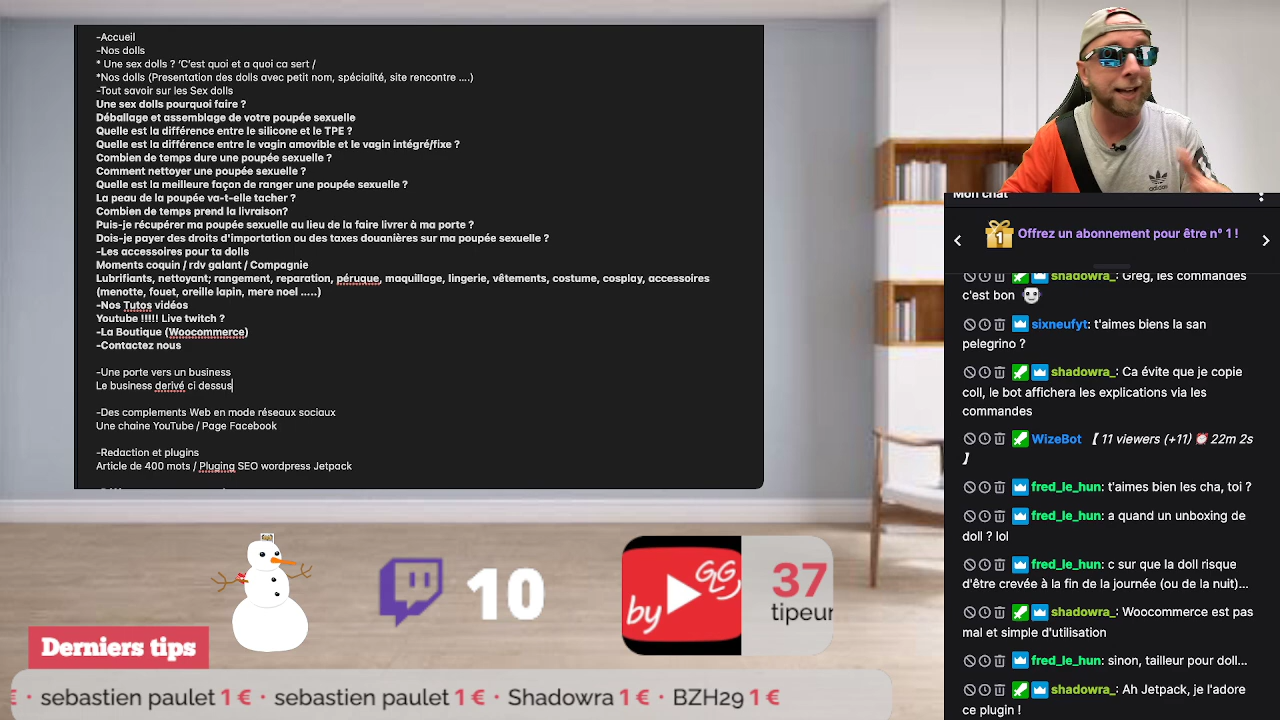 -Accueil
-Nos dolls
* Une sex dolls ? ‘C'est quoi et a quoi ca sert /
*Nos dolls (Presentation des dolls avec petit nom, spécialité, site rencontre ....)
-Tout savoir sur les Sex dolls
Une sex dolls pourquoi faire ?
Déballage et assemblage de votre poupée sexuelle
Quelle est la différence entre le silicone et le TPE ?
Quelle est la différence entre le vagin amovible et le vagin intégré/fixe ?
Combien de temps dure une poupée sexuelle ?
Comment nettoyer une poupée sexuelle ?
Quelle est la meilleure façon de ranger une poupée sexuelle ?
La peau de la poupée va-t-elle tacher ?
Combien de temps prend la livraison?
Puis-je récupérer ma poupée sexuelle au lieu de la faire livrer à ma porte ?
Dois-je payer des droits d'importation ou des taxes douanières sur ma poupée sexuelle ?
-Les accessoires pour ta dolls
Moments coquin / rdv galant / Compagnie
Lubrifiants, nettoyant; rangement, reparation, péruque, maquillage, lingerie, vêtements, costume, cosplay, accessoires
(menotte, fouet, oreille lapin, mere noel .....)
-Nos Tutos vidéos
Youtube !!!!! Live twitch ?
-La Boutique (Woocommerce)
-Contactez nous
-Une porte vers un business
Le business derivé ci dessus
-Des complements Web en mode réseaux sociaux
Une chaine YouTube / Page Facebook
-Redaction et plugins
Article de 400 mots / Pluging SEO wordpress Jetpack
adidas
Mon chat
1
Offrez un abonnement pour être n° 1 !
shadowra_: Greg, les commandes
c'est bon
sixneufyt: t'aimes biens la san
pelegrino ?
shadowra_: Ca évite que je copie
coll, le bot affichera les explications via les
commandes
WizeBot 【 11 viewers (+11) ⏰ 22m 2s
】
fred_le_hun: t'aimes bien les cha, toi ?
fred_le_hun: a quand un unboxing de
doll ? lol
fred_le_hun: c sur que la doll risque
d'être crevée à la fin de la journée (ou de la nuit)...
shadowra_: Woocommerce est pas
mal et simple d'utilisation
fred_le_hun: sinon, tailleur pour doll...
shadowra_: Ah Jetpack, je l'adore
ce plugin !
10
by GG
37
tipeur
Derniers tips
€ · sebastien paulet 1 € · sebastien paulet 1 € · Shadowra 1 € · BZH29 1 €